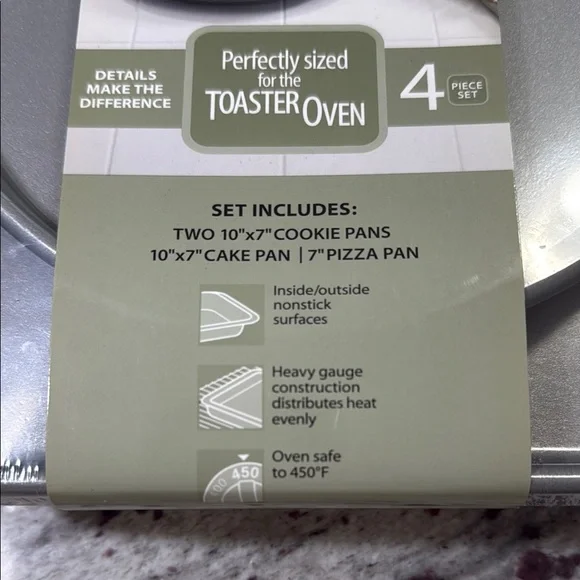 DETAILS
MAKE THE
DIFFERENCE
Perfectly sized
for the
TOASTER OVEN
4 PIECE
SET
SET INCLUDES:
TWO 10"x7" COOKIE PANS
10"x7" CAKE PAN | 7" PIZZA PAN
Inside/outside
nonstick
surfaces
Heavy gauge
construction
distributes heat
evenly
450
Oven safe
to 450°F